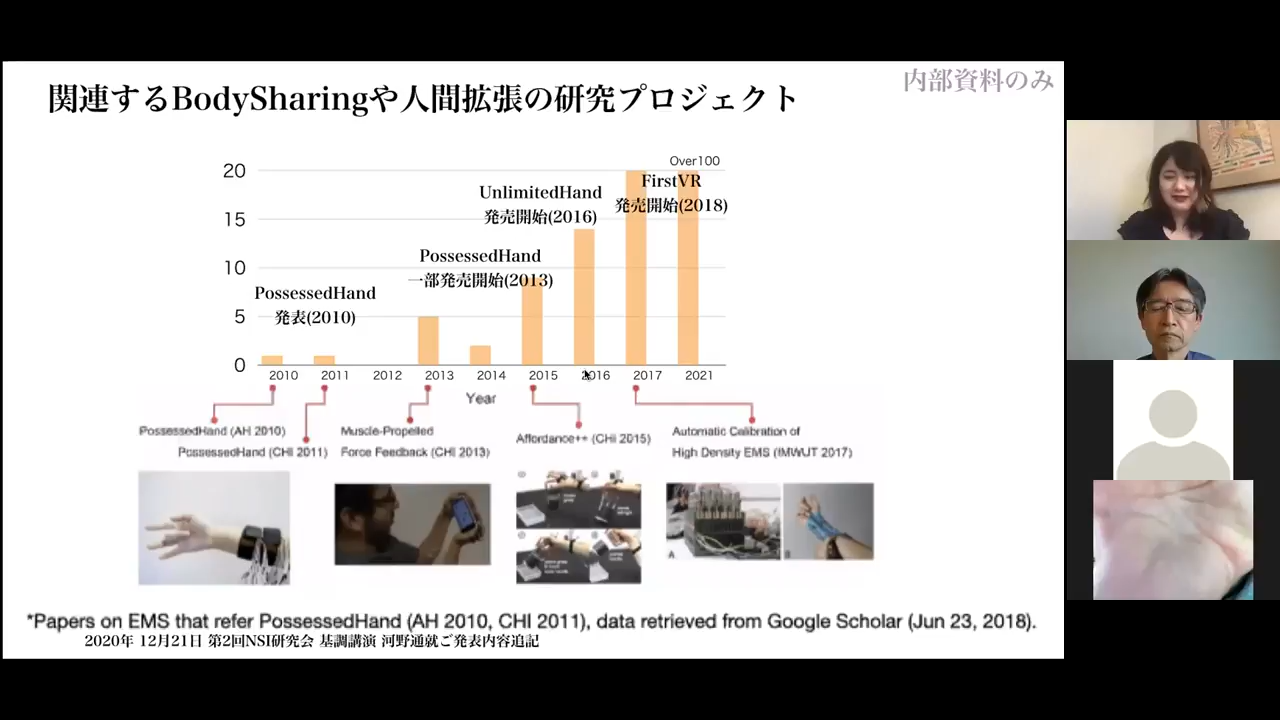 内部資料のみ
関連するBodySharingや人間拡張の研究プロジェクト
Over100
20
15
10
5
0
FirstVR
発売開始(2018)
UnlimitedHand
発売開始(2016)
PossessedHand
一部発売開始(2013)
PossessedHand
発表(2010)
2010 2011 2012 2013 2014 2015 2016 2017 2021
Year
PossessedHand (AH 2010)
PossessedHand (CHI 2011)
Muscle-Propelled
Force Feedback (CHI 2013)
Affordance++ (CHI 2015)
Automatic Calibration of
High Density EMS (IMWUT 2017)
*Papers on EMS that refer PossessedHand (AH 2010, CHI 2011), data retrieved from Google Scholar (Jun 23, 2018).
2020年 12月21日 第2回NSI研究会 基調講演 河野通就ご発表内容追記